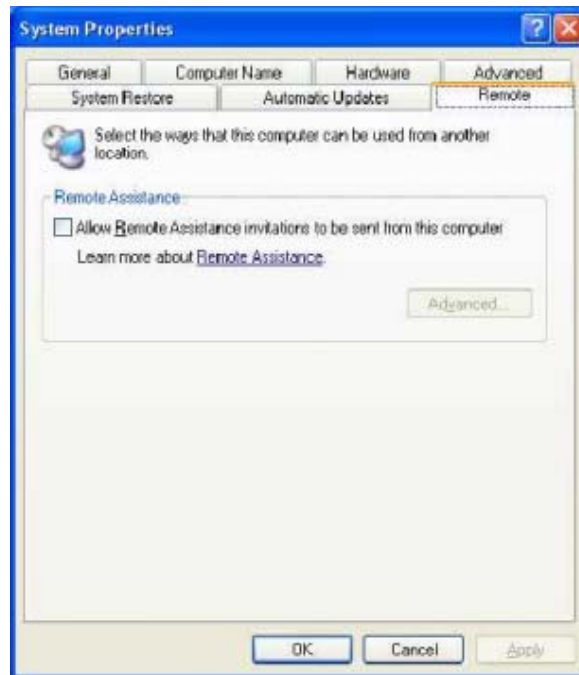 System Properties
General Computer Name Hardware Advanced
System Restore Automatic Updates Remote
Select the ways that this computer can be used from another
location.
Remote Assistance
Allow Remote Assistance invitations to be sent from this computer
Learn more about Remote Assistance.
Advanced...
OK Cancel Apply